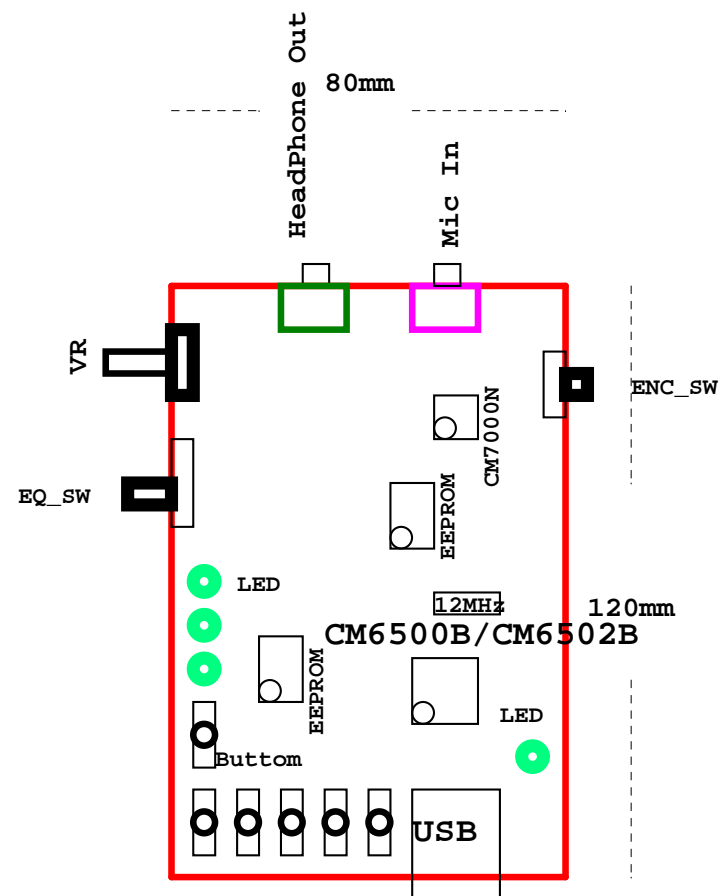 HeadPhone Out
80mm
Mic In
VR
ENC_SW
CM7000N
EQ_SW
EEPROM
LED
12MHz
120mm
CM6500B/CM6502B
EEPROM
LED
Buttom
USB